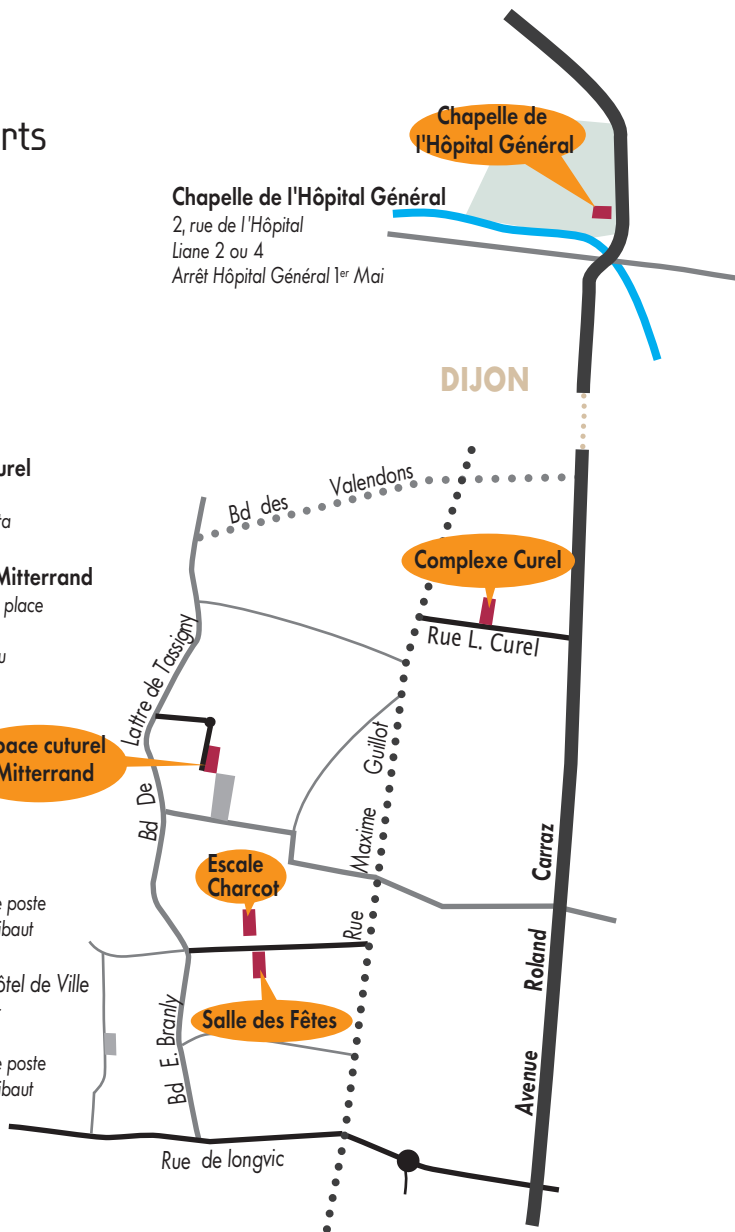 rts
Chapelle de
l'Hôpital Général
Chapelle de l'Hôpital Général
2, rue de l'Hôpital
Liane 2 ou 4
Arrêt Hôpital Général 1er Mai
DIJON
urel
ta
Mitterrand
place
u
Bd des Valendons
Complexe Curel
Rue L. Curel
Bd De Lattre de Tassigny
pace cuturel
Mitterrand
Rue Maxime Guillot
Escale
Charcot
e poste
ibaut
ôtel de Ville
e poste
ibaut
Salle des Fêtes
Bd E. Branly
Avenue Roland Carraz
Rue de longvic